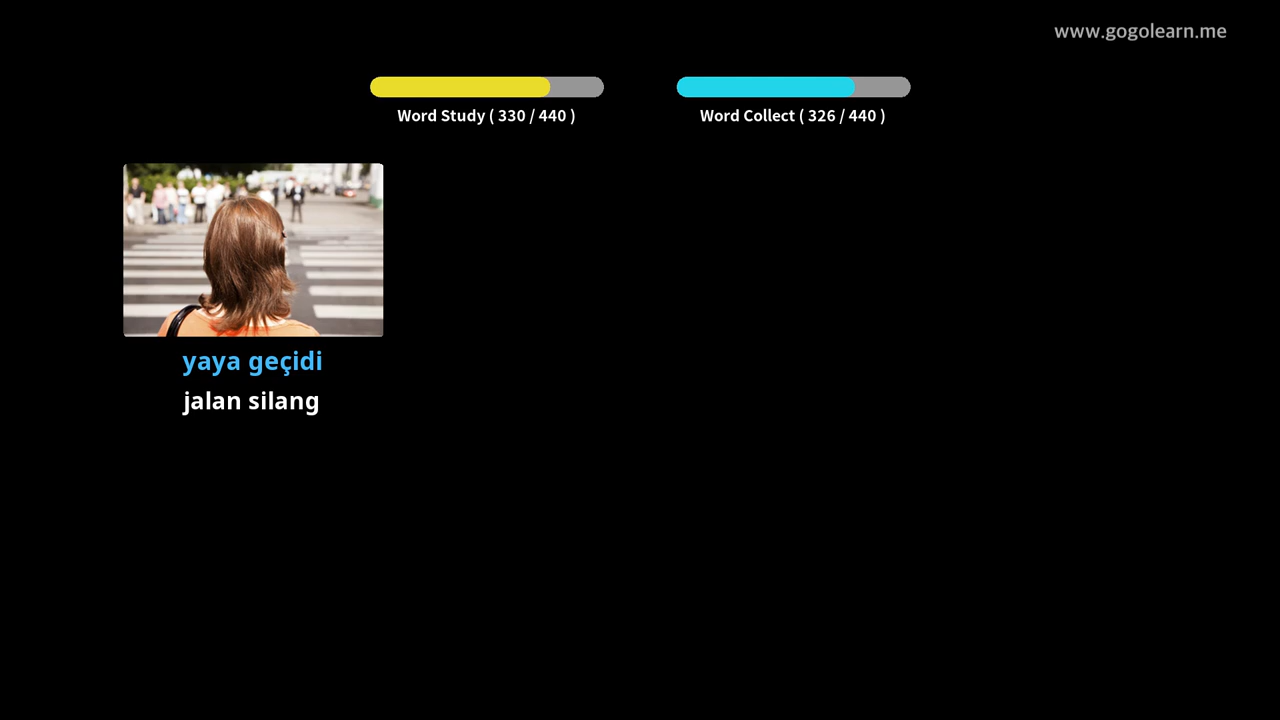 www.gogolearn.me
Word Study ( 330 / 440 )
Word Collect ( 326 / 440 )
yaya geçidi
jalan silang